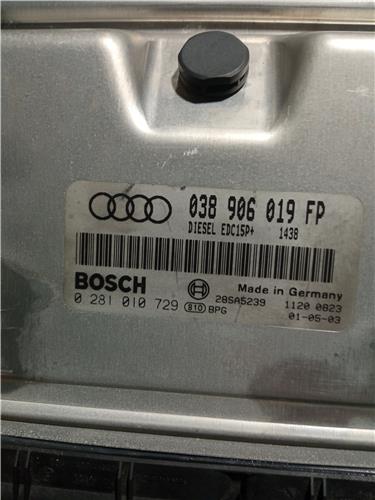 038 906 019 FP
DIESEL EDC15P+ 1438
BOSCH
Made in Germany
0 281 010 729 810 BPG 28SA5239 1120 0823
01-05-03